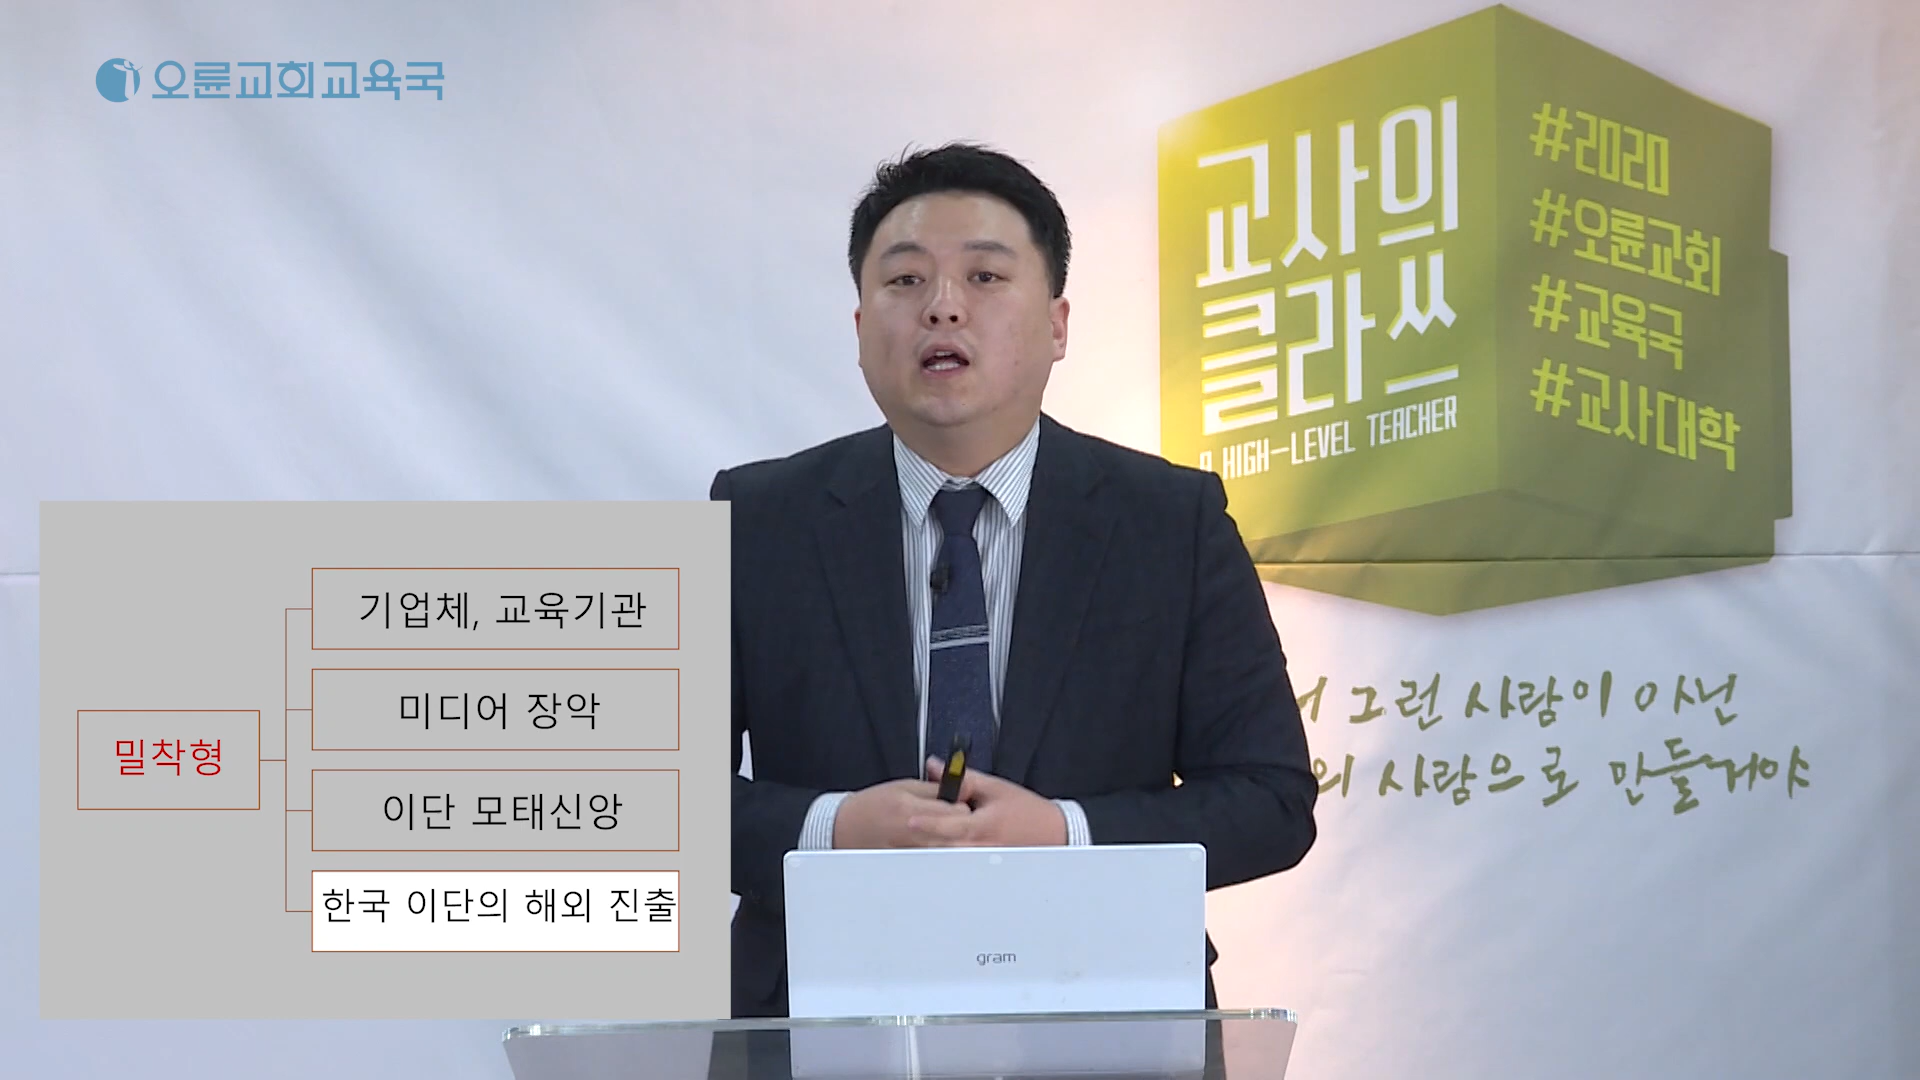 오륜교회교육국
교사의
클라쓰
HIGH-LEVEL TEACHER
#2020
#오륜교회
#교육국
#교사대학
그런 사람이 아닌
의 사람으로 만들거야
밀착형
기업체, 교육기관
미디어 장악
이단 모태신앙
한국 이단의 해외 진출
gram